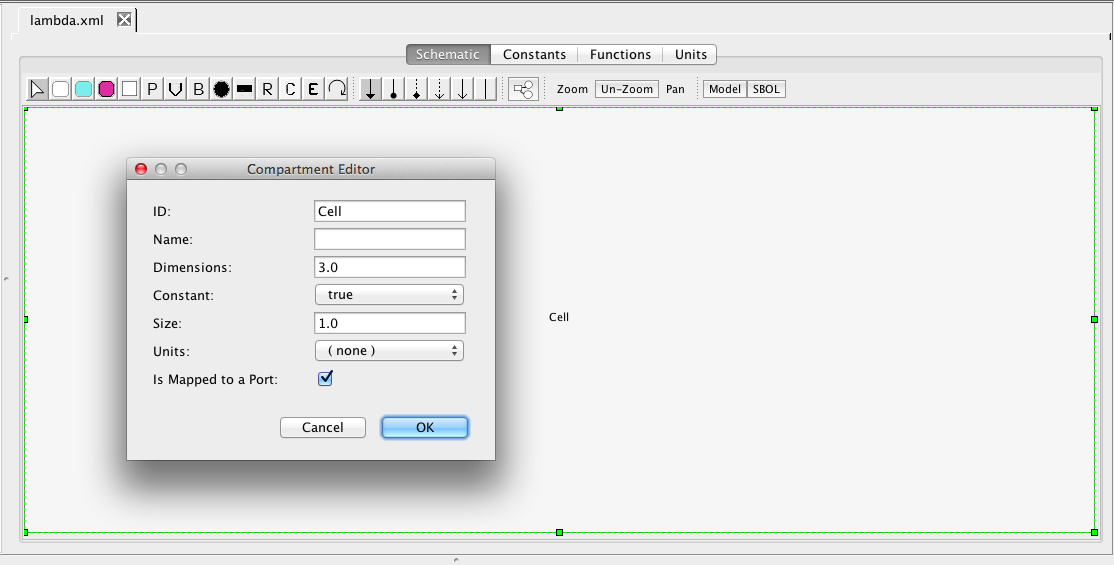 lambda.xml
Schematic Constants Functions Units
P V B R C E Zoom Un-Zoom Pan Model SBOL
Compartment Editor
ID: Cell
Name:
Dimensions: 3.0
Constant: true
Size: 1.0
Cell
Units: ( none )
Is Mapped to a Port:
Cancel OK